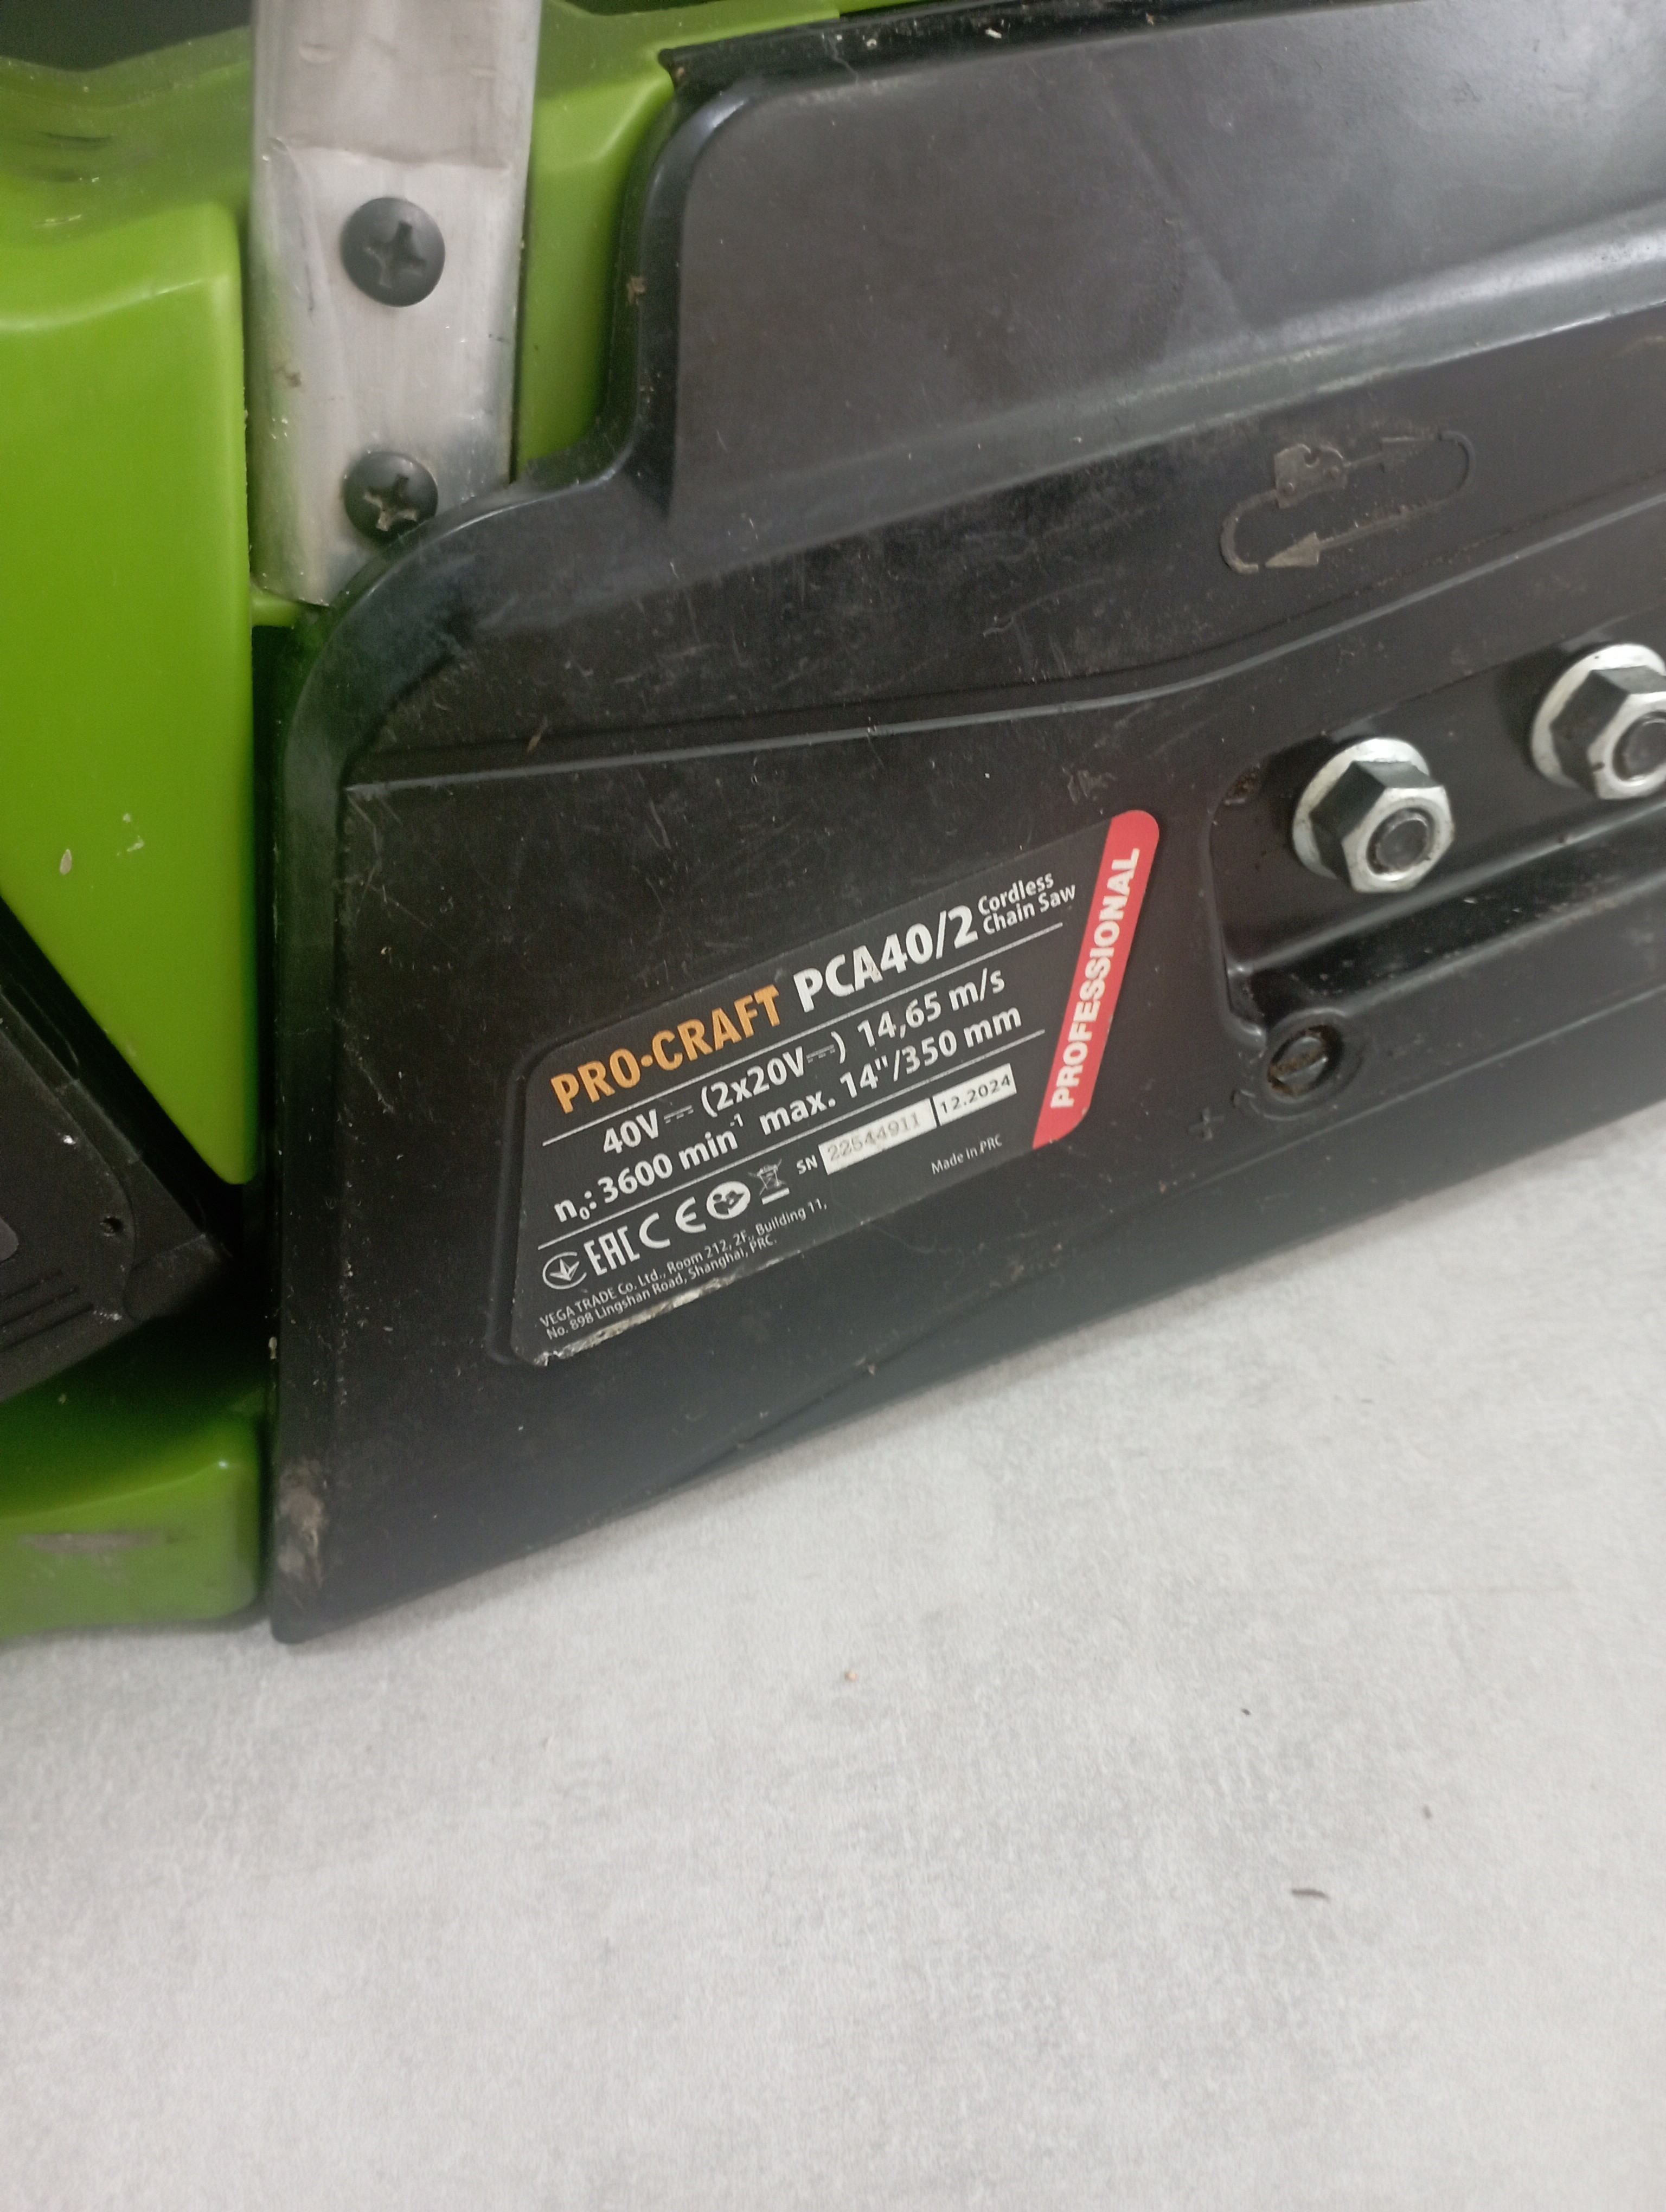 PRO-CRAFT PCA40/2 Cordless Chain Saw
40V (2x20V) 14,65 m/s
n₀: 3600 min⁻¹ max. 14"/350 mm
EAC CE SN 22544911 12.2024
Made in PRC
VEGA TRADE Co. Ltd., Room 212, 2F., Building 11,
No. 898 Lingshan Road, Shanghai, PRC.
PROFESSIONAL
+